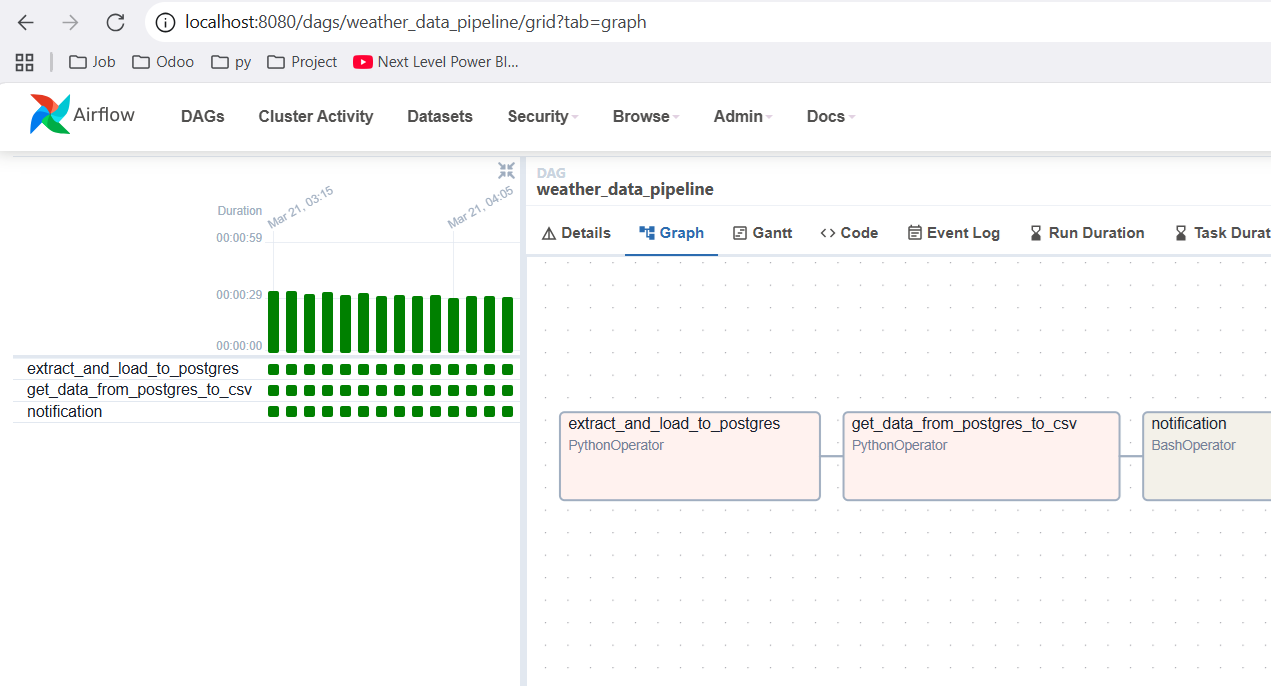 localhost:8080/dags/weather_data_pipeline/grid?tab=graph
Job Odoo py Project Next Level Power BI...
Airflow DAGs Cluster Activity Datasets Security Browse Admin Docs
Mar 21, 03:15 Mar 21, 04:05
Duration
00:00:59
00:00:29
00:00:00
extract_and_load_to_postgres
get_data_from_postgres_to_csv
notification
DAG
weather_data_pipeline
Details Graph Gantt <> Code Event Log Run Duration Task Durat
extract_and_load_to_postgres
PythonOperator
get_data_from_postgres_to_csv
PythonOperator
notification
BashOperator